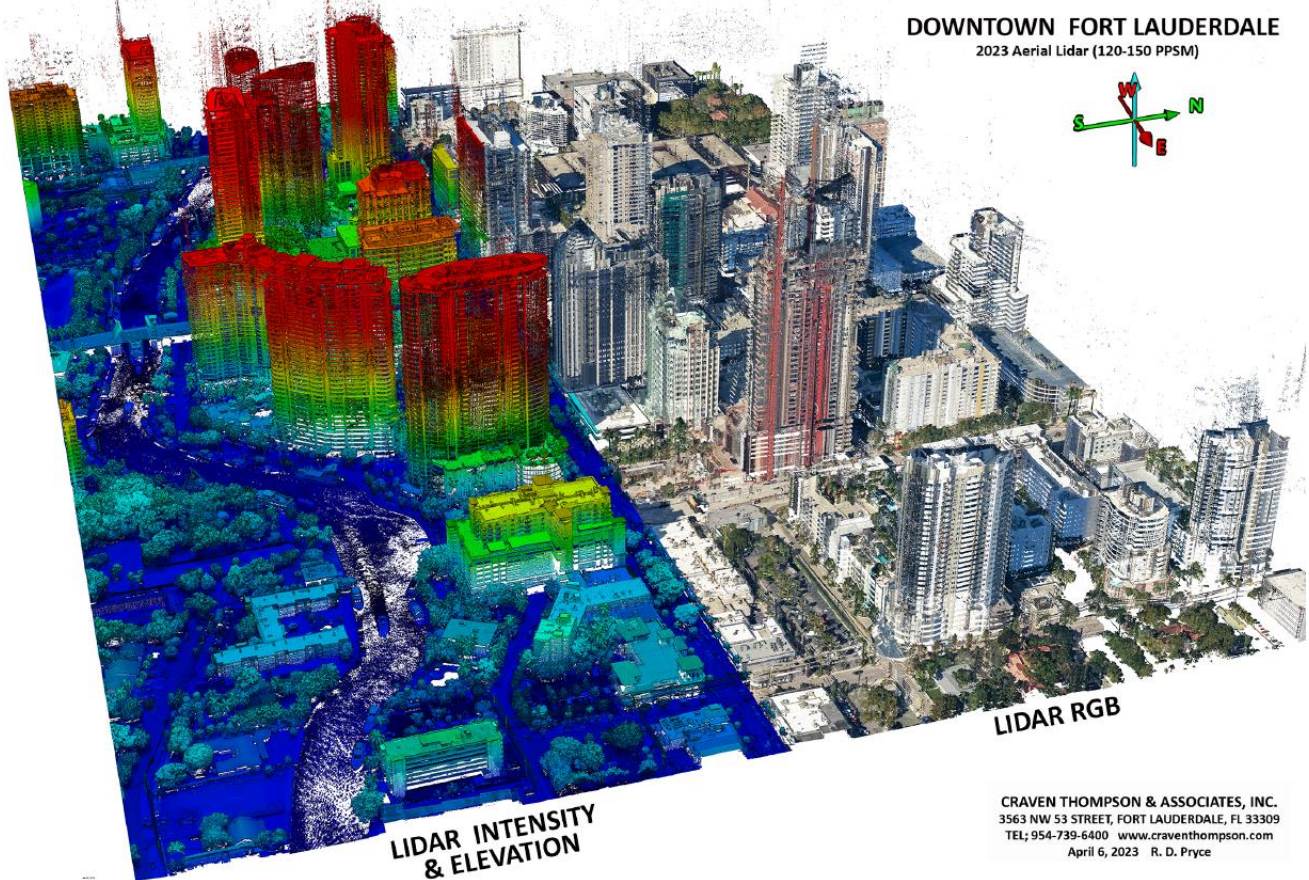 DOWNTOWN FORT LAUDERDALE
2023 Aerial Lidar (120-150 PPSM)
W
S
N
E
LIDAR RGB
LIDAR INTENSITY
& ELEVATION
CRAVEN THOMPSON & ASSOCIATES, INC.
3563 NW 53 STREET, FORT LAUDERDALE, FL 33309
TEL; 954-739-6400 www.craventhompson.com
April 6, 2023 R. D. Pryce